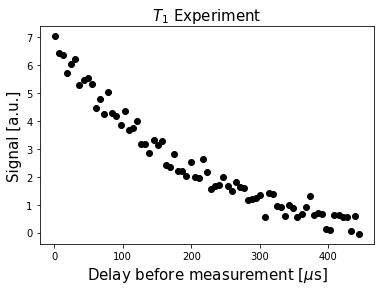 T₁ Experiment
Signal [a.u.]
7
6
5
4
3
2
1
0
0 100 200 300 400
Delay before measurement [μs]